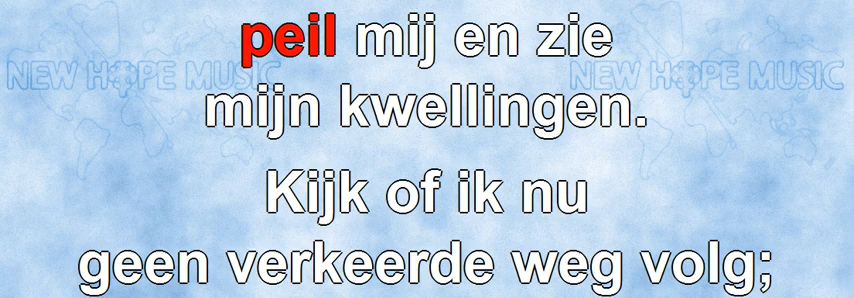 peil mij en zie
NEW HOPE MUSIC NEW HOPE MUSIC
mijn kwellingen.
Kijk of ik nu
geen verkeerde weg volg;